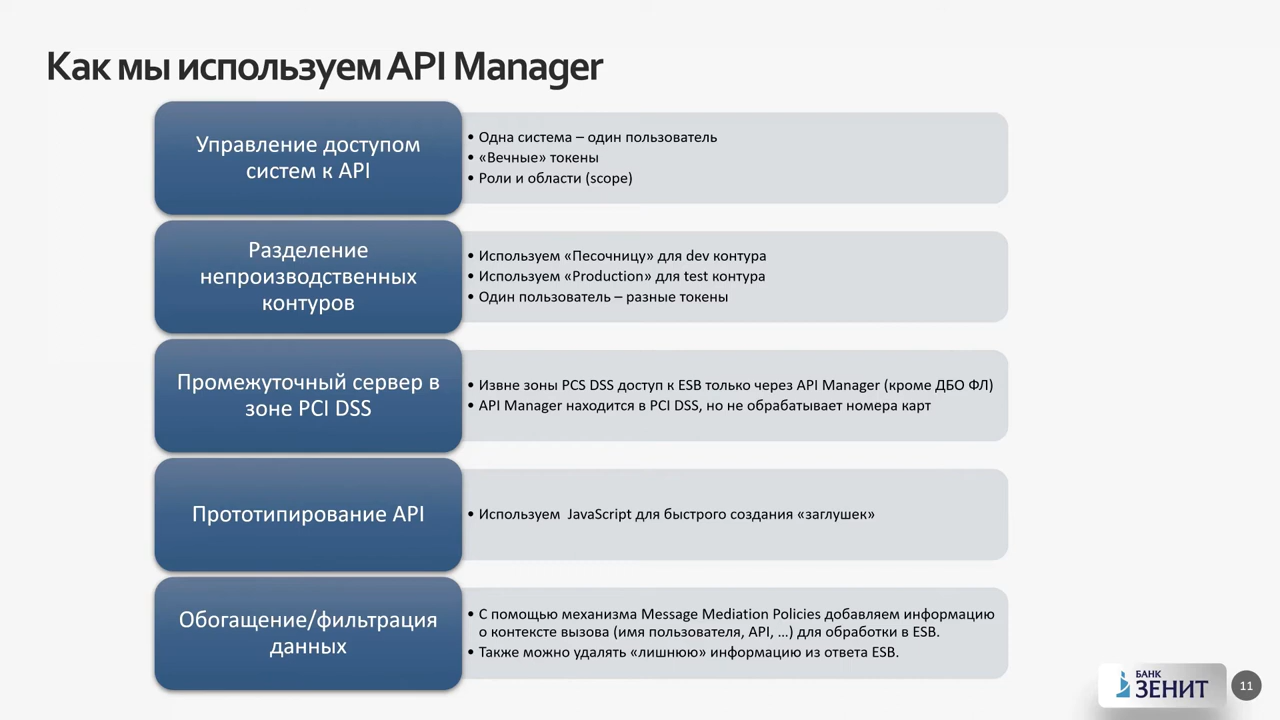 Как мы используем API Manager
Управление доступом
систем к API
• Одна система – один пользователь
• «Вечные» токены
• Роли и области (scope)
Разделение
непроизводственных
контуров
• Используем «Песочницу» для dev контура
• Используем «Production» для test контура
• Один пользователь – разные токены
Промежуточный сервер в
зоне PCI DSS
• Извне зоны PCS DSS доступ к ESB только через API Manager (кроме ДБО ФЛ)
• API Manager находится в PCI DSS, но не обрабатывает номера карт
Прототипирование API
• Используем  JavaScript для быстрого создания «заглушек»
Обогащение/фильтрация
данных
• С помощью механизма Message Mediation Policies добавляем информацию
о контексте вызова (имя пользователя, API, …) для обработки в ESB.
• Также можно удалять «лишнюю» информацию из ответа ESB.
БАНК
ЗЕНИТ
11